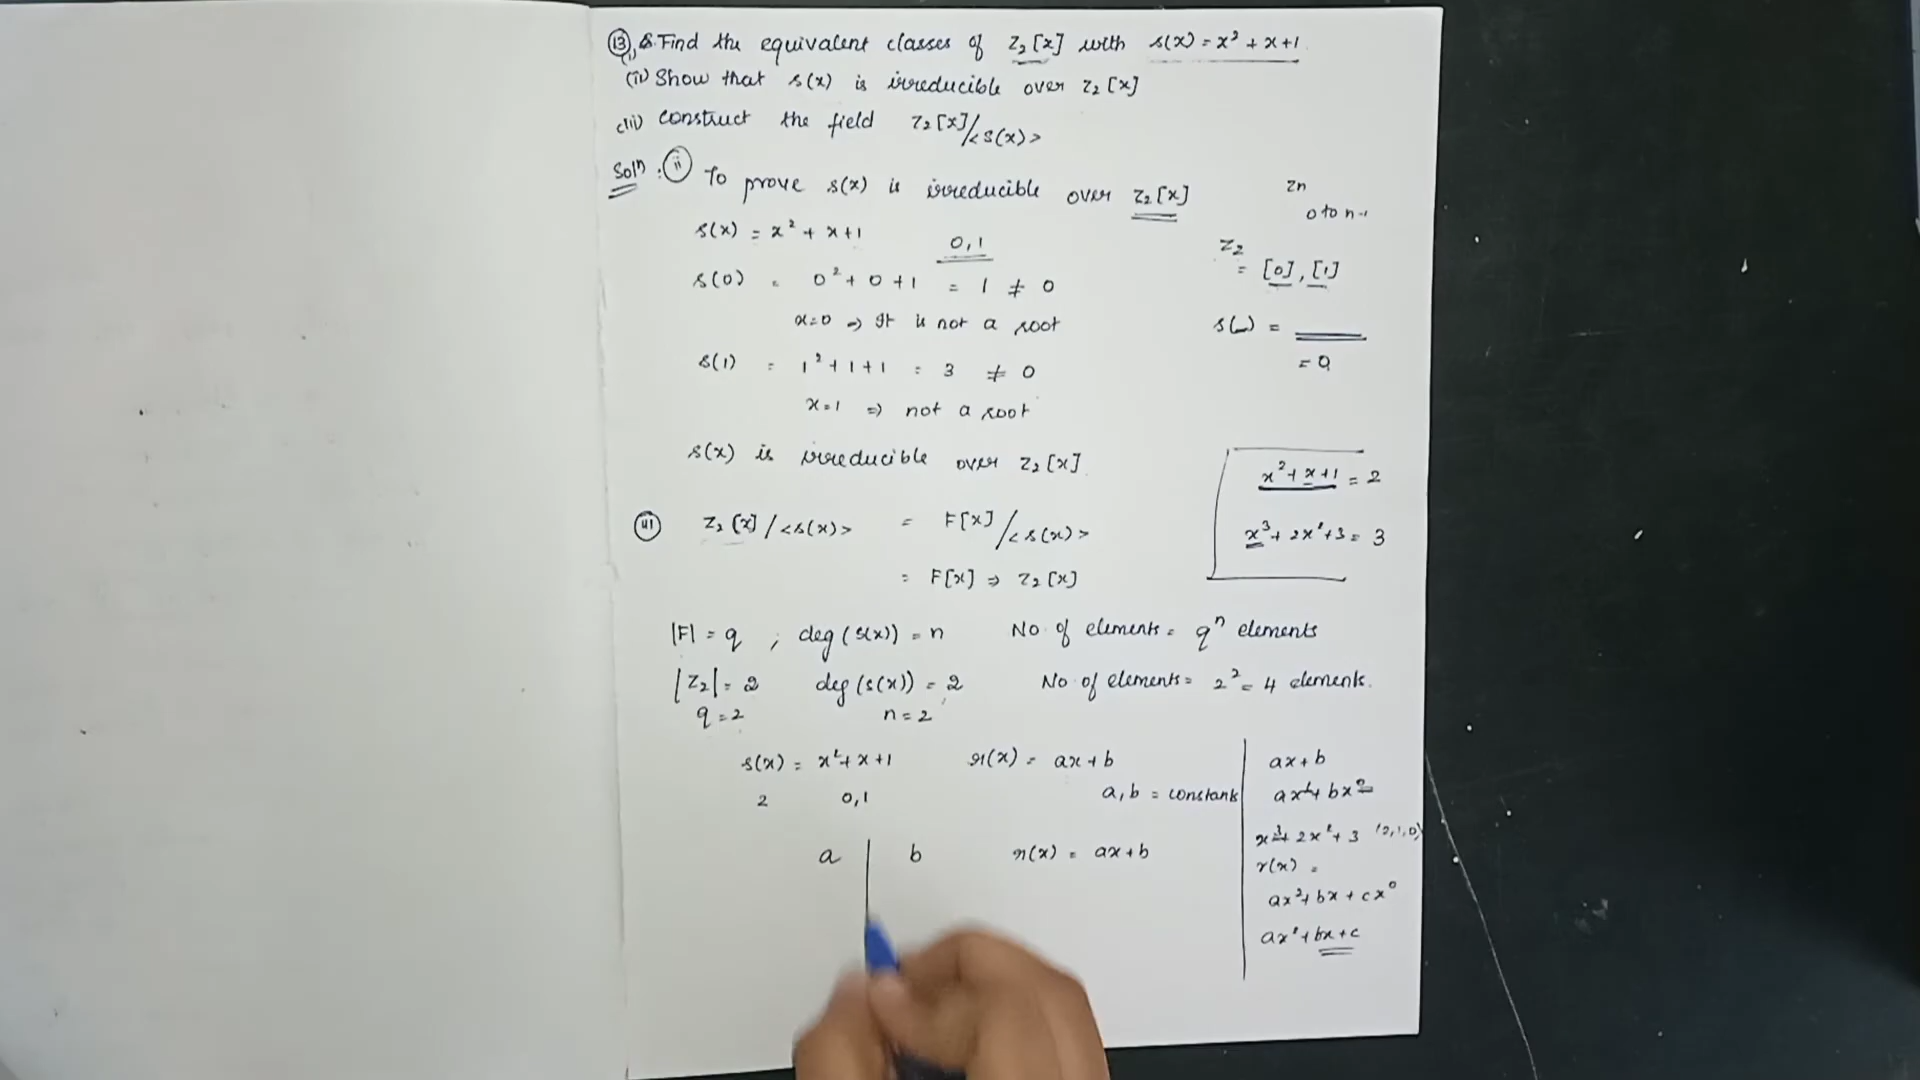 (13) (i) Find the equivalent classes of Z₂[x] with s(x) = x² + x + 1
(ii) Show that s(x) is irreducible over Z₂[x]
(iii) construct the field Z₂[x]/<s(x)>
Soln : (ii) To prove s(x) is irreducible over Z₂[x]
s(x) = x² + x + 1
0, 1
s(0) = 0² + 0 + 1 = 1 ≠ 0
x=0 ⇒ It is not a root
s(1) = 1² + 1 + 1 = 3 ≠ 0
x=1 ⇒ not a root
s(x) is irreducible over Z₂[x]
Zn
0 to n-1
Z₂
= [0], [1]
s(_) = ___
= 0
x² + x + 1 = 2
x³ + 2x² + 3 = 3
(iii) Z₂[x] / <s(x)> = F[x] / <s(x)>
= F[x] ⇒ Z₂[x]
|F| = q ; deg(s(x)) = n No. of elements = qⁿ elements
|Z₂| = 2 deg(s(x)) = 2 No. of elements = 2² = 4 elements.
q = 2 n = 2
s(x) = x² + x + 1 r(x) = ax + b
2 0, 1 a, b = constants
a | b r(x) = ax + b
ax + b
ax¹ + bx⁰
x³ + 2x² + 3 (2,1,0)
r(x) =
ax² + bx + cx⁰
ax² + bx + c